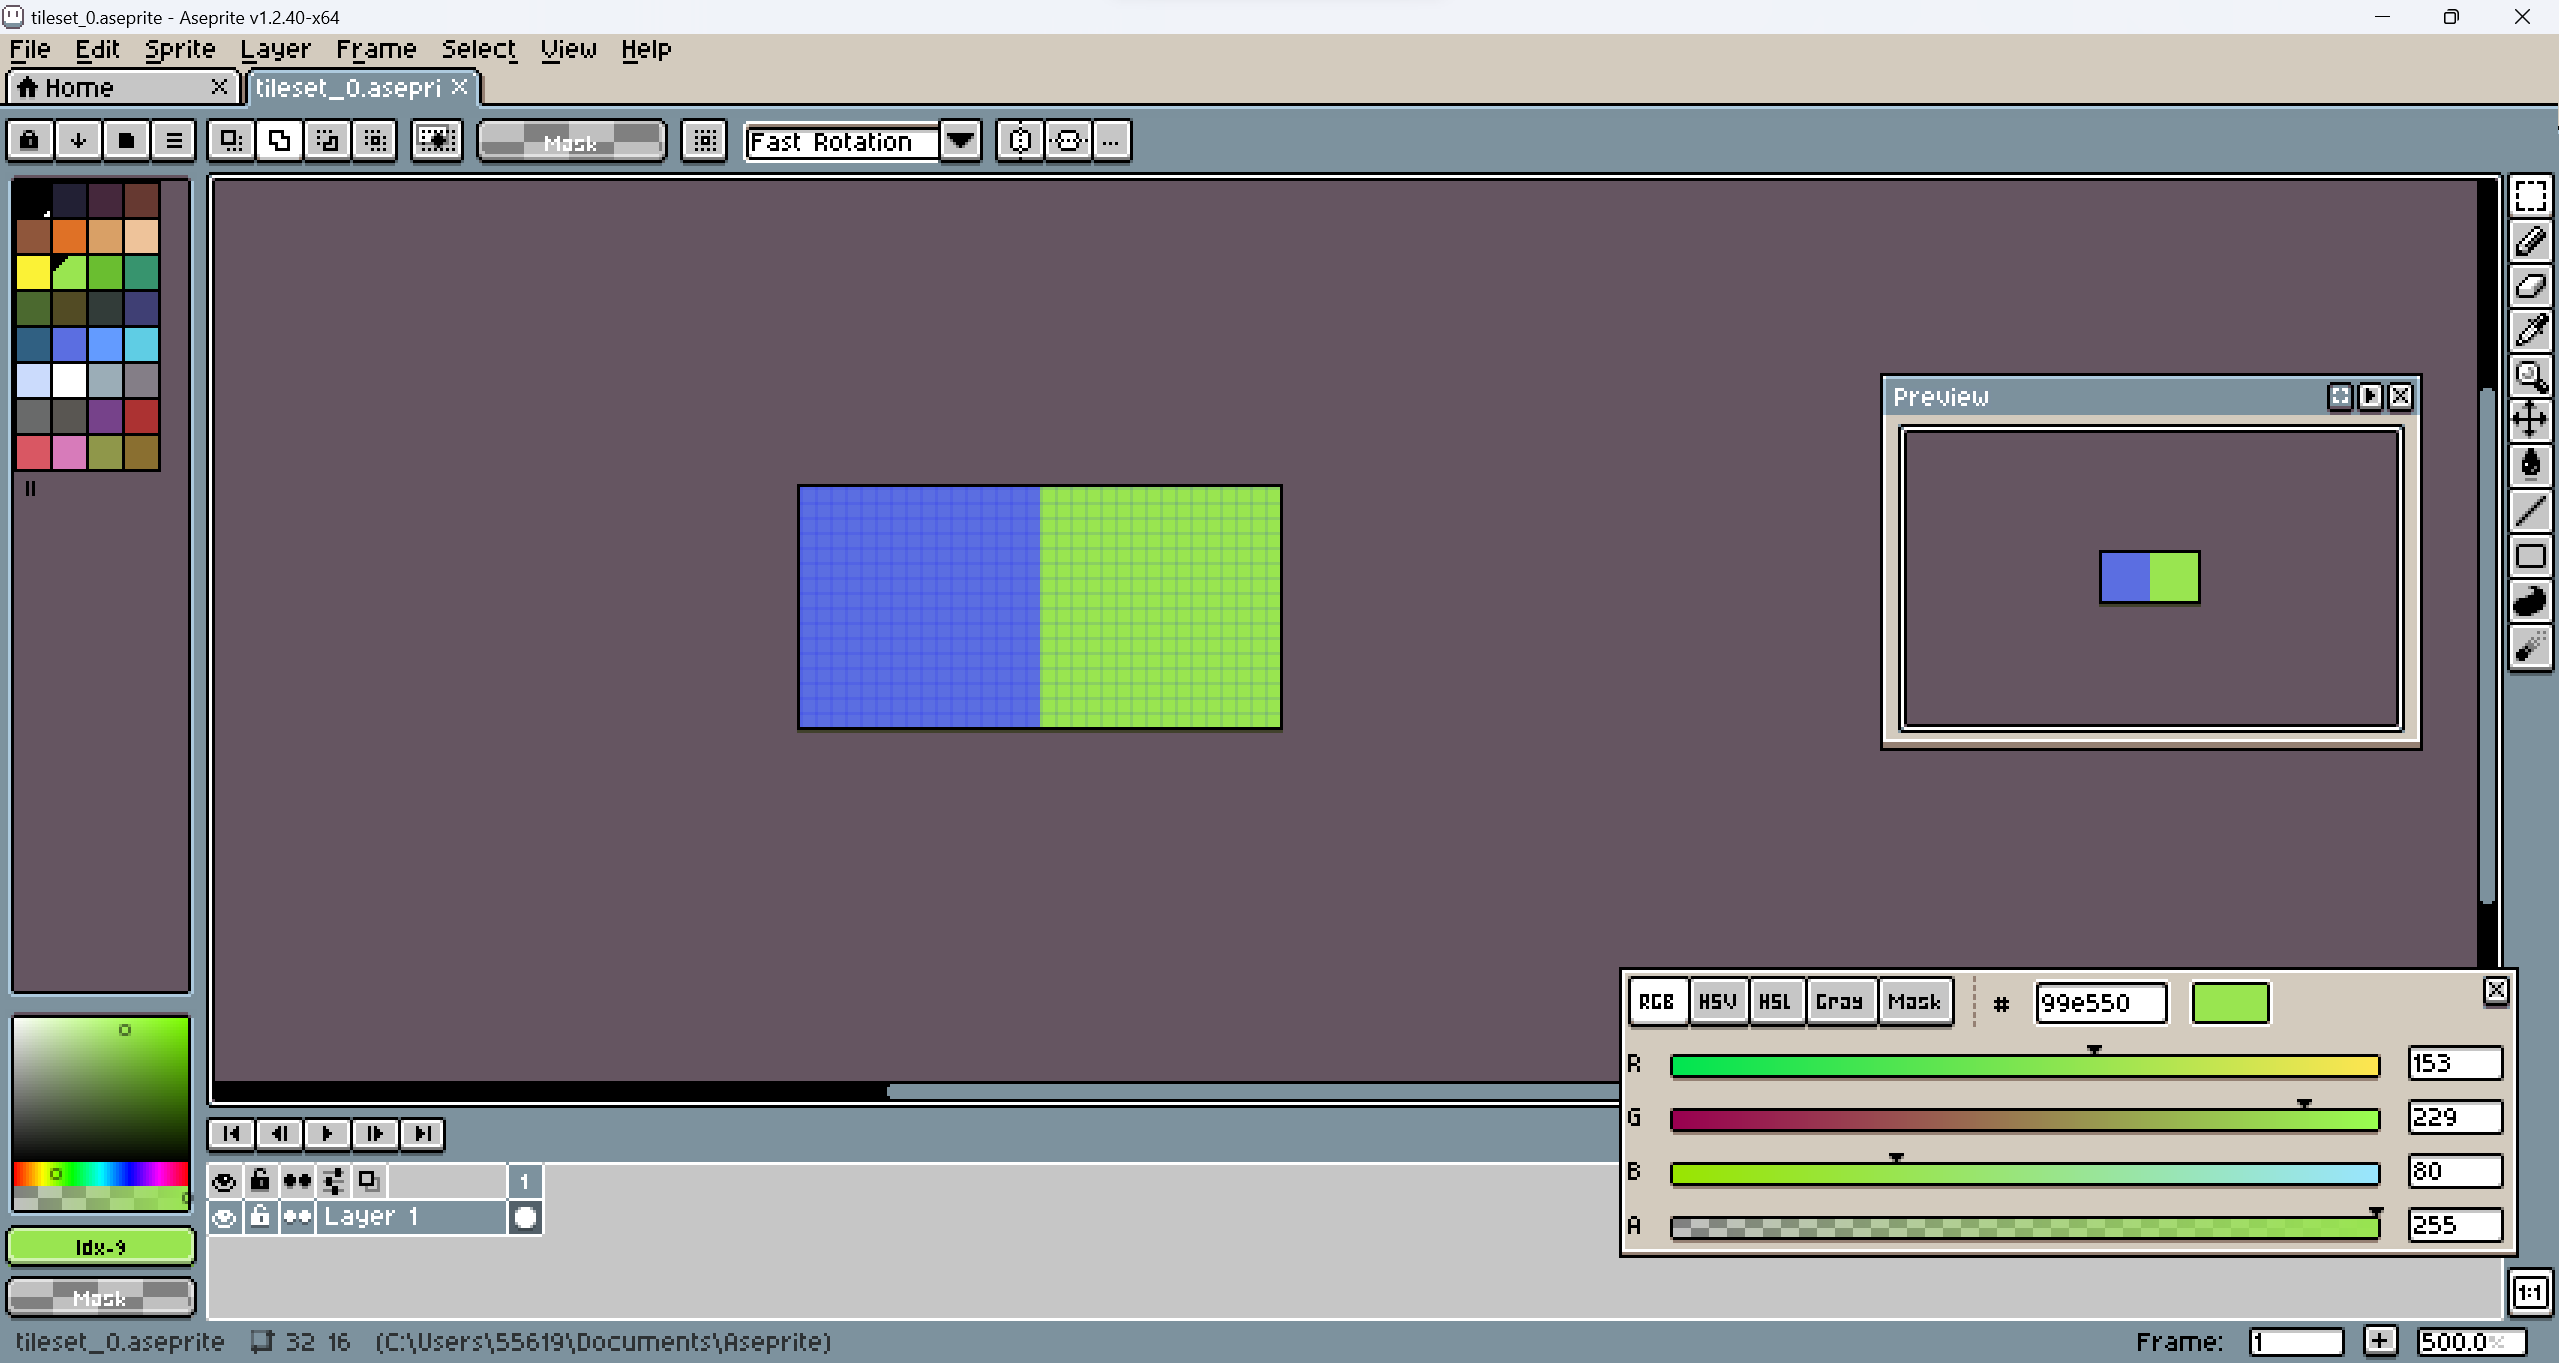 tileset_0.aseprite - Aseprite v1.2.40-x64
File Edit Sprite Layer Frame Select View Help
Home tileset_0.asepri
Mask Fast Rotation ...
Preview
RGB HSV HSL Gray Mask # 99e550
R 153
G 229
B 80
A 255
1
Layer 1
Idx-9
Mask
1:1
tileset_0.aseprite 32 16 (C:\Users\55619\Documents\Aseprite) Frame: 1 + 500.0%